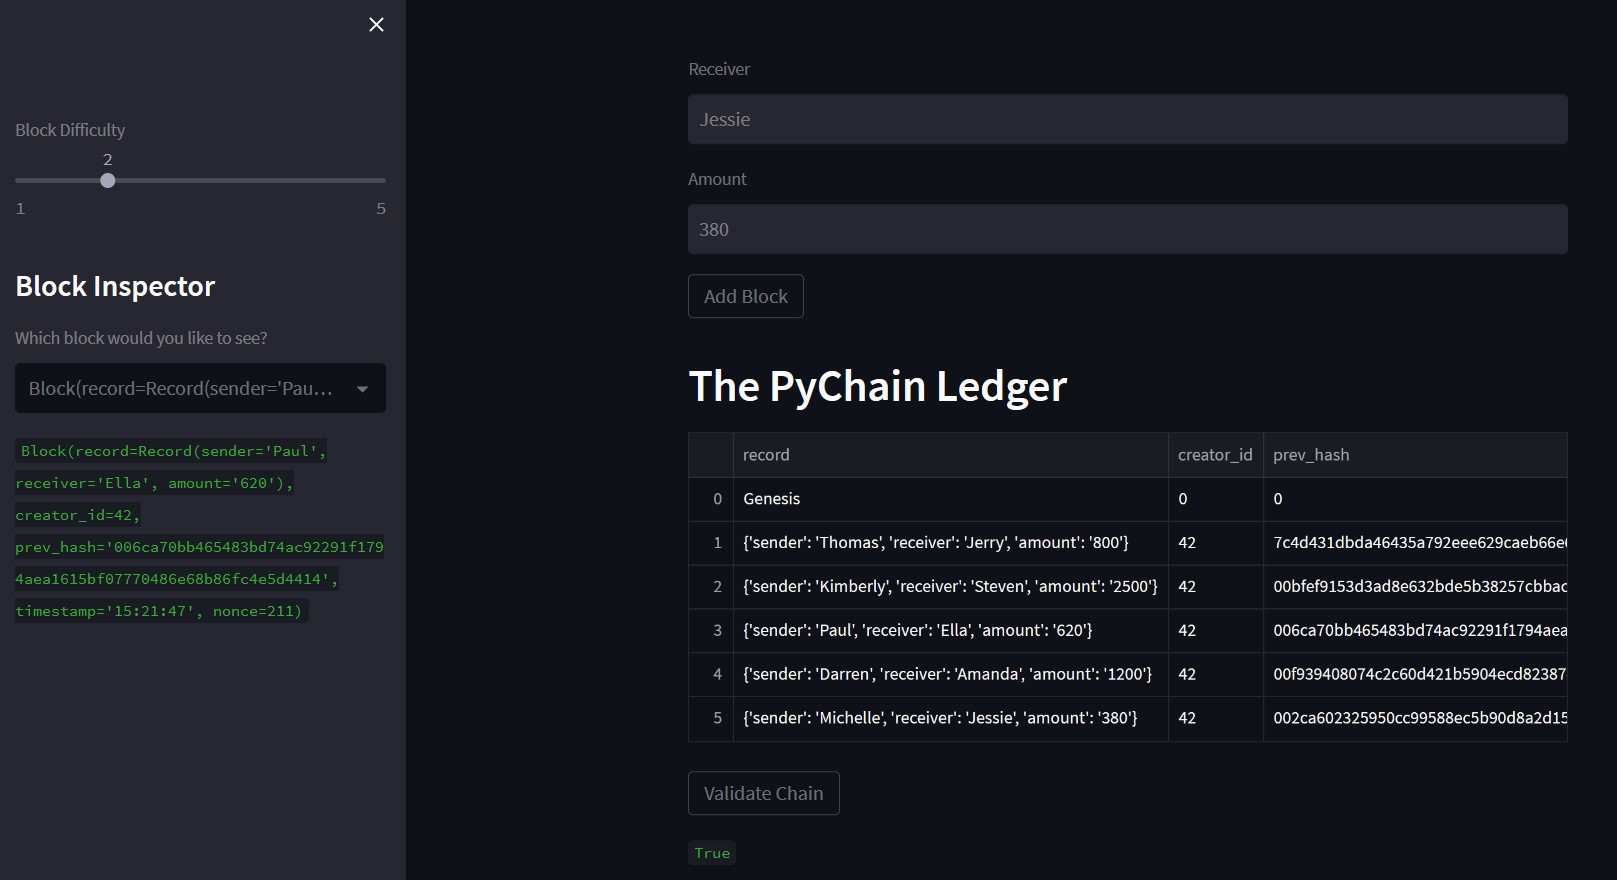 Block Difficulty
2
1 5
Block Inspector
Which block would you like to see?
Block(record=Record(sender='Pau...
Block(record=Record(sender='Paul',
receiver='Ella', amount='620'),
creator_id=42,
prev_hash='006ca70bb465483bd74ac92291f179
4aea1615bf07770486e68b86fc4e5d4414',
timestamp='15:21:47', nonce=211)
Receiver
Jessie
Amount
380
Add Block
The PyChain Ledger
record creator_id prev_hash
0 Genesis 0 0
1 {'sender': 'Thomas', 'receiver': 'Jerry', 'amount': '800'} 42 7c4d431dbda46435a792eee629caeb66e
2 {'sender': 'Kimberly', 'receiver': 'Steven', 'amount': '2500'} 42 00bfef9153d3ad8e632bde5b38257cbbac
3 {'sender': 'Paul', 'receiver': 'Ella', 'amount': '620'} 42 006ca70bb465483bd74ac92291f1794aea
4 {'sender': 'Darren', 'receiver': 'Amanda', 'amount': '1200'} 42 00f939408074c2c60d421b5904ecd82387
5 {'sender': 'Michelle', 'receiver': 'Jessie', 'amount': '380'} 42 002ca602325950cc99588ec5b90d8a2d15
Validate Chain
True